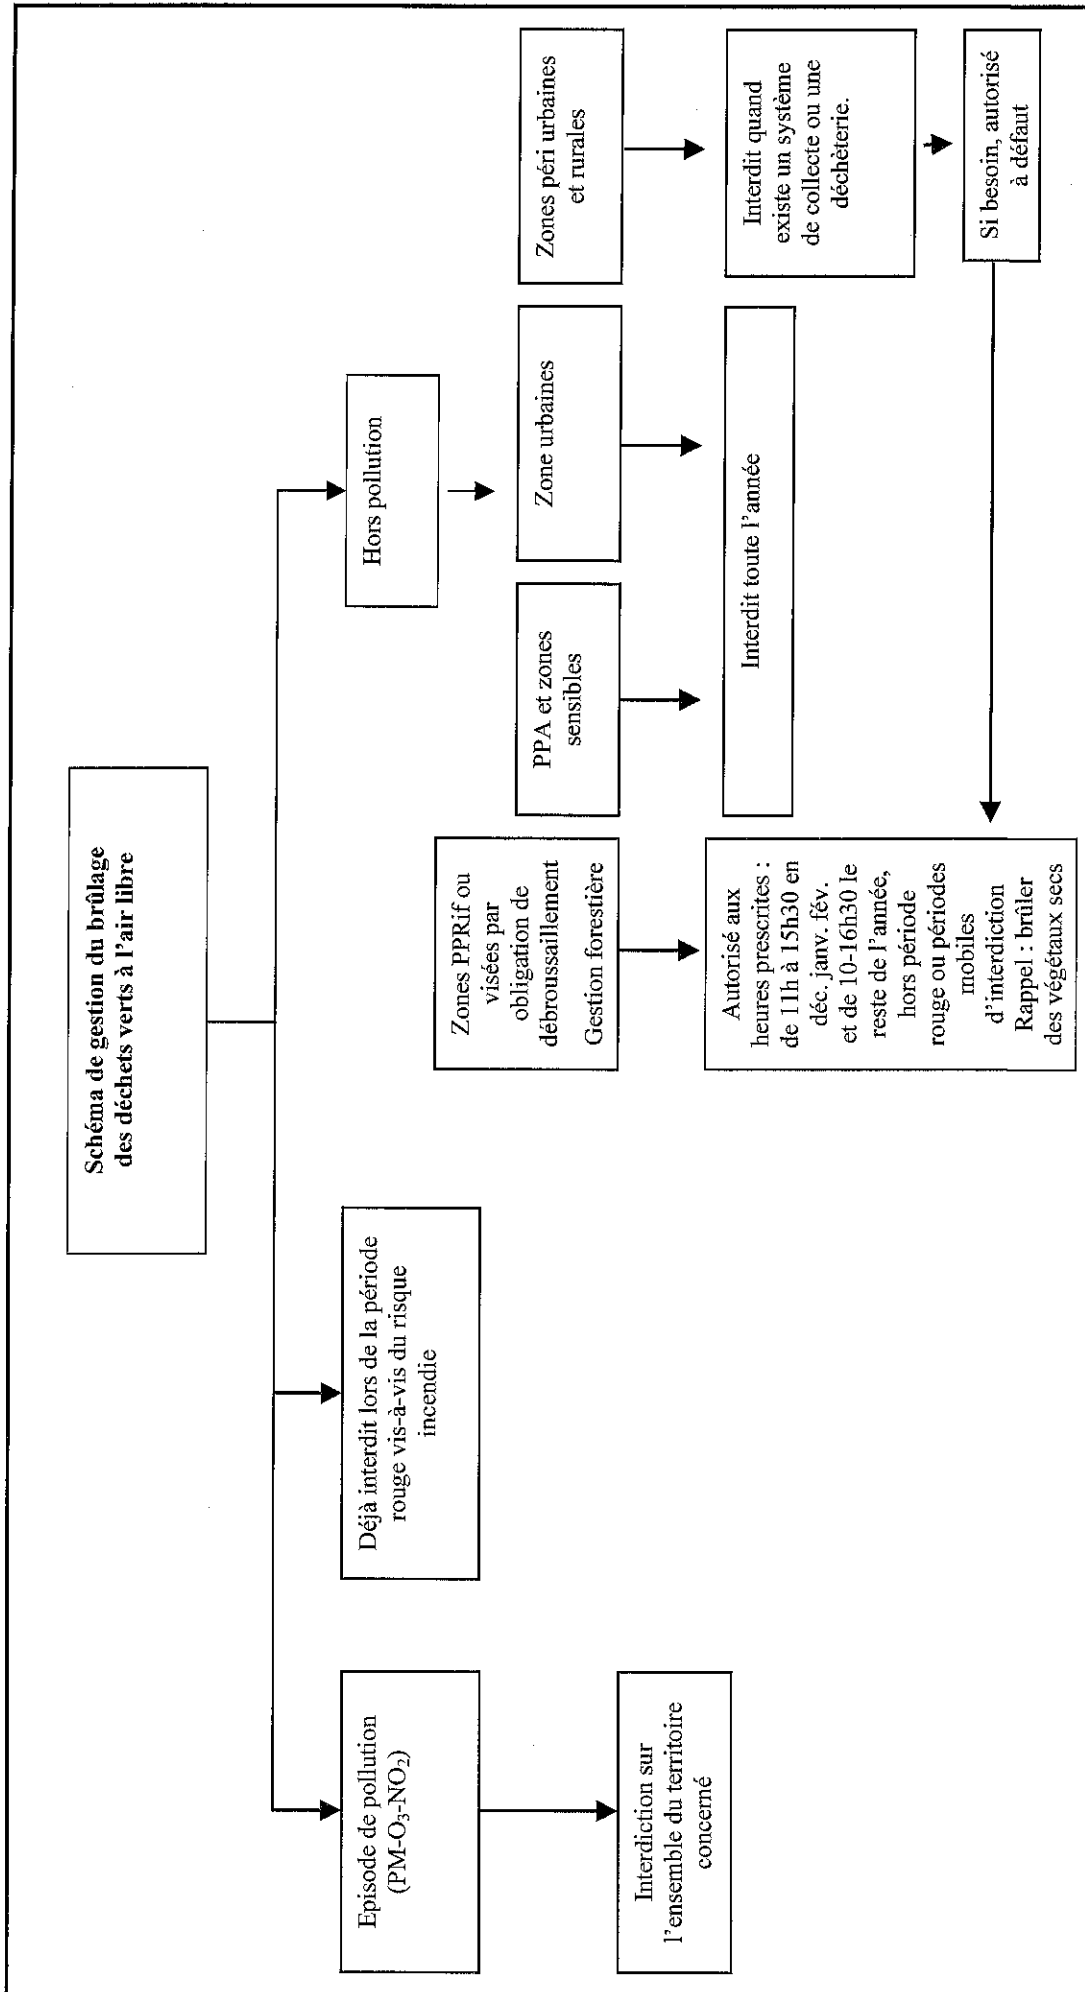 Schéma de gestion du brûlage
des déchets verts à l'air libre
Episode de pollution
(PM-O₃-NO₂)
Déjà interdit lors de la période
rouge vis-à-vis du risque
incendie
Hors pollution
Interdiction sur
l'ensemble du territoire
concerné
Zones PPRif ou
visées par
obligation de
débroussaillement
Gestion forestière
PPA et zones
sensibles
Zone urbaines
Zones péri urbaines
et rurales
Autorisé aux
heures prescrites :
de 11h à 15h30 en
déc. janv. fév.
et de 10-16h30 le
reste de l'année,
hors période
rouge ou périodes
mobiles
d'interdiction
Rappel : brûler
des végétaux secs
Interdit toute l'année
Interdit quand
existe un système
de collecte ou une
déchèterie.
Si besoin, autorisé
à défaut